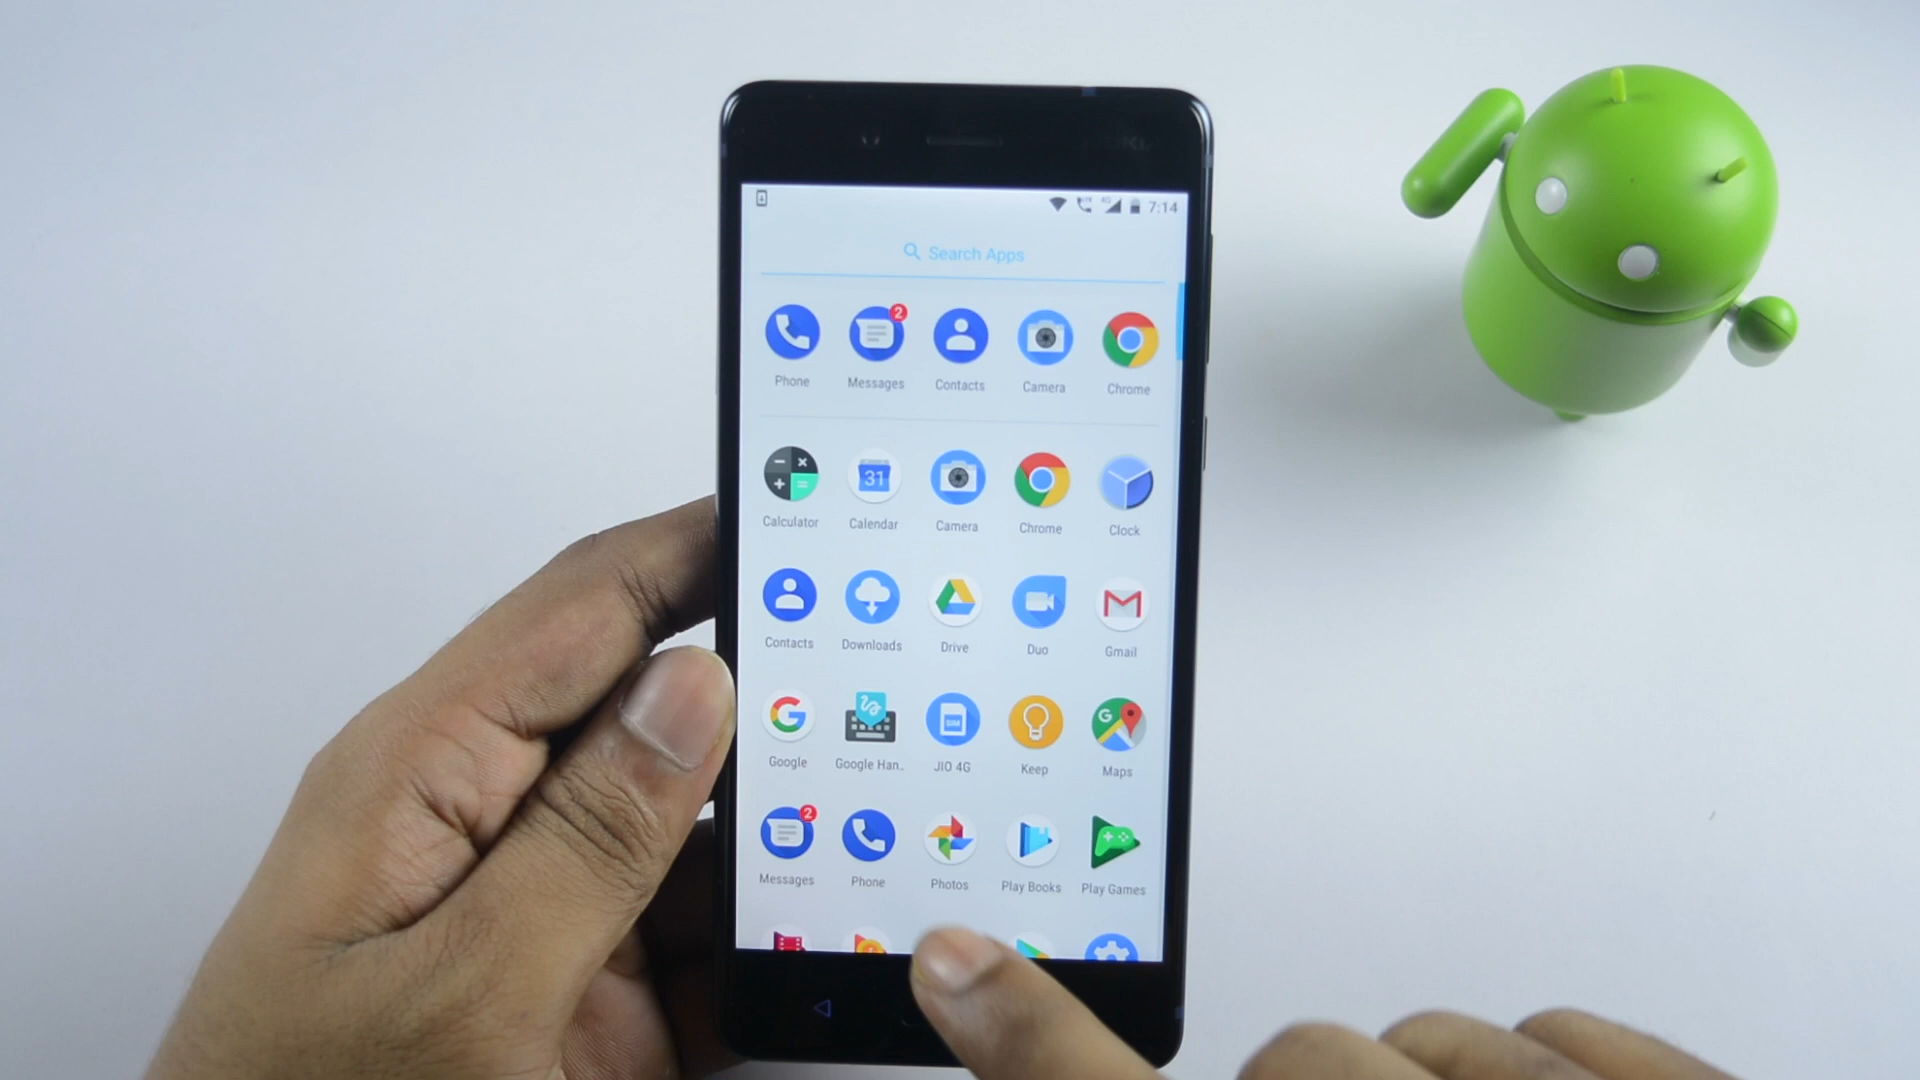 7:14
Search Apps
2
Phone Messages Contacts Camera Chrome
31
Calculator Calendar Camera Chrome Clock
Contacts Downloads Drive Duo Gmail
G SIM G
Google Google Han.. JIO 4G Keep Maps
2
Messages Phone Photos Play Books Play Games